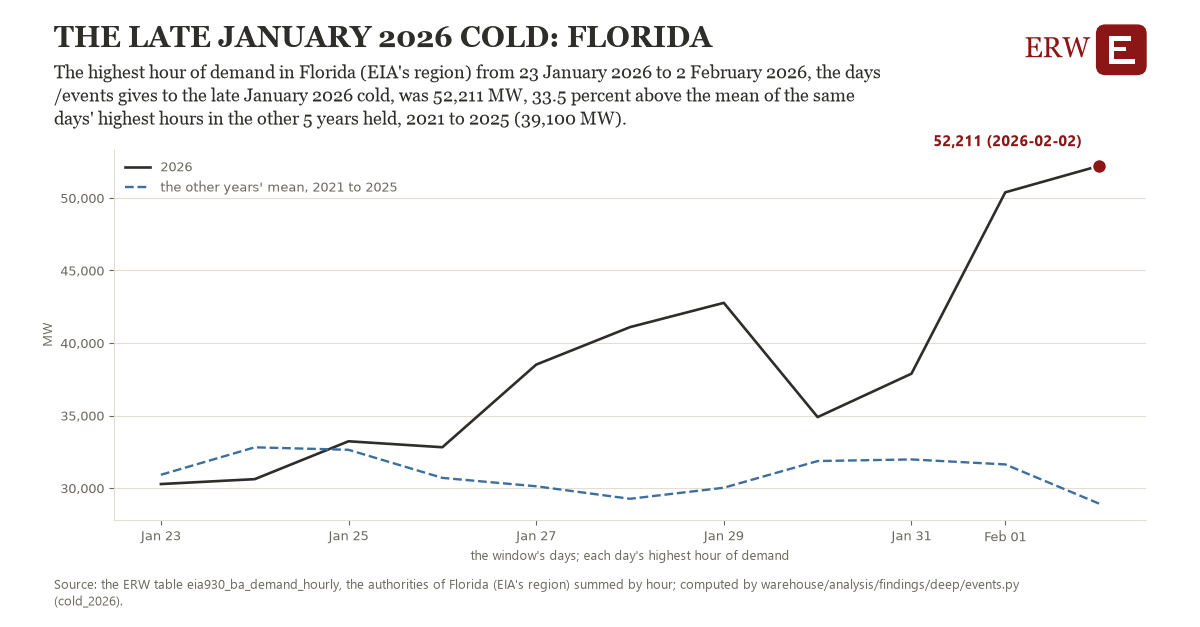 THE LATE JANUARY 2026 COLD: FLORIDA
ERW E
The highest hour of demand in Florida (EIA's region) from 23 January 2026 to 2 February 2026, the days
/events gives to the late January 2026 cold, was 52,211 MW, 33.5 percent above the mean of the same
days' highest hours in the other 5 years held, 2021 to 2025 (39,100 MW).
52,211 (2026-02-02)
2026
the other years' mean, 2021 to 2025
50,000
45,000
40,000
35,000
30,000
MW
Jan 23
Jan 25
Jan 27
Jan 29
Jan 31
Feb 01
the window's days; each day's highest hour of demand
Source: the ERW table eia930_ba_demand_hourly, the authorities of Florida (EIA's region) summed by hour; computed by warehouse/analysis/findings/deep/events.py
(cold_2026).